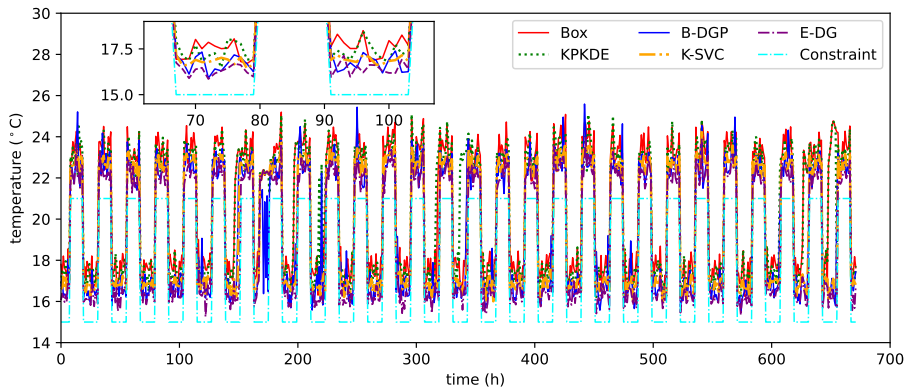 30
28
26
24
22
20
18
16
14
temperature (°C)
17.5
15.0
70 80 90 100
Box
KPKDE
B-DGP
K-SVC
E-DG
Constraint
0 100 200 300 400 500 600 700
time (h)